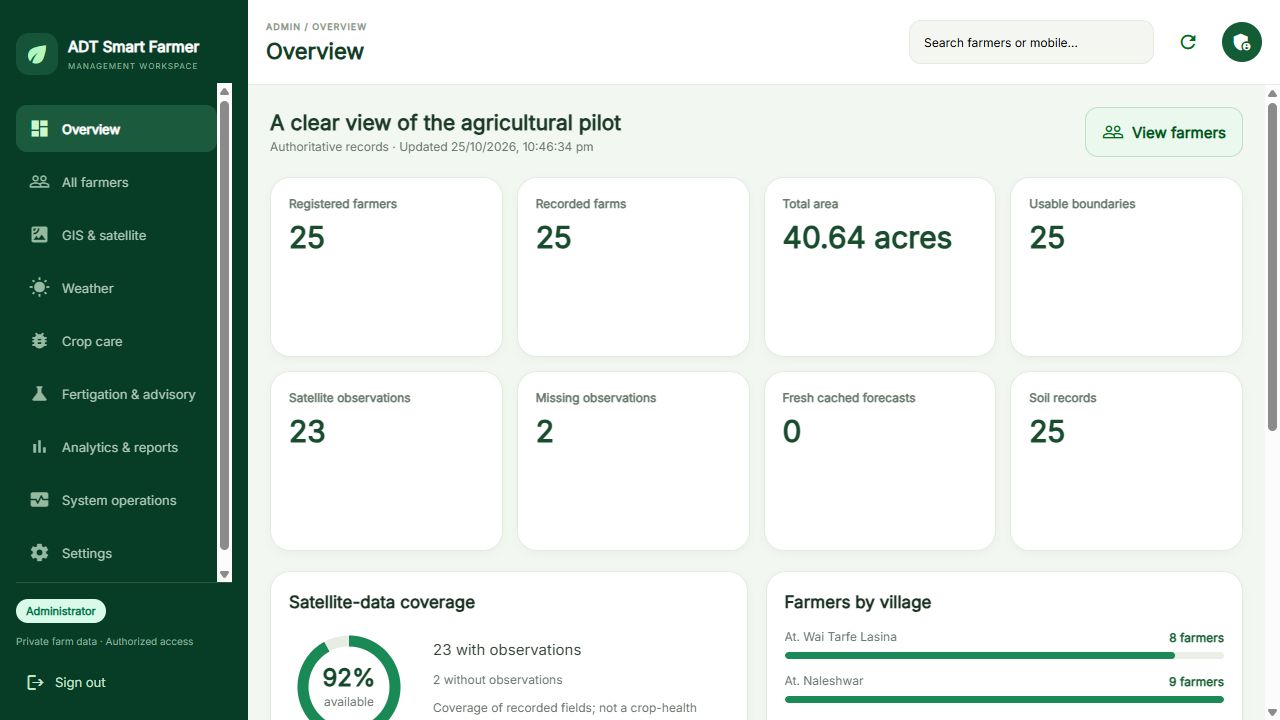 ADT Smart Farmer
MANAGEMENT WORKSPACE
Overview
All farmers
GIS & satellite
Weather
Crop care
Fertigation & advisory
Analytics & reports
System operations
Settings
Administrator
Private farm data · Authorized access
Sign out
ADMIN / OVERVIEW
Overview
Search farmers or mobile...
A clear view of the agricultural pilot
Authoritative records · Updated 25/10/2026, 10:46:34 pm
View farmers
Registered farmers
25
Recorded farms
25
Total area
40.64 acres
Usable boundaries
25
Satellite observations
23
Missing observations
2
Fresh cached forecasts
0
Soil records
25
Satellite-data coverage
92%
available
23 with observations
2 without observations
Coverage of recorded fields; not a crop-health
Farmers by village
At. Wai Tarfe Lasina 8 farmers
At. Naleshwar 9 farmers